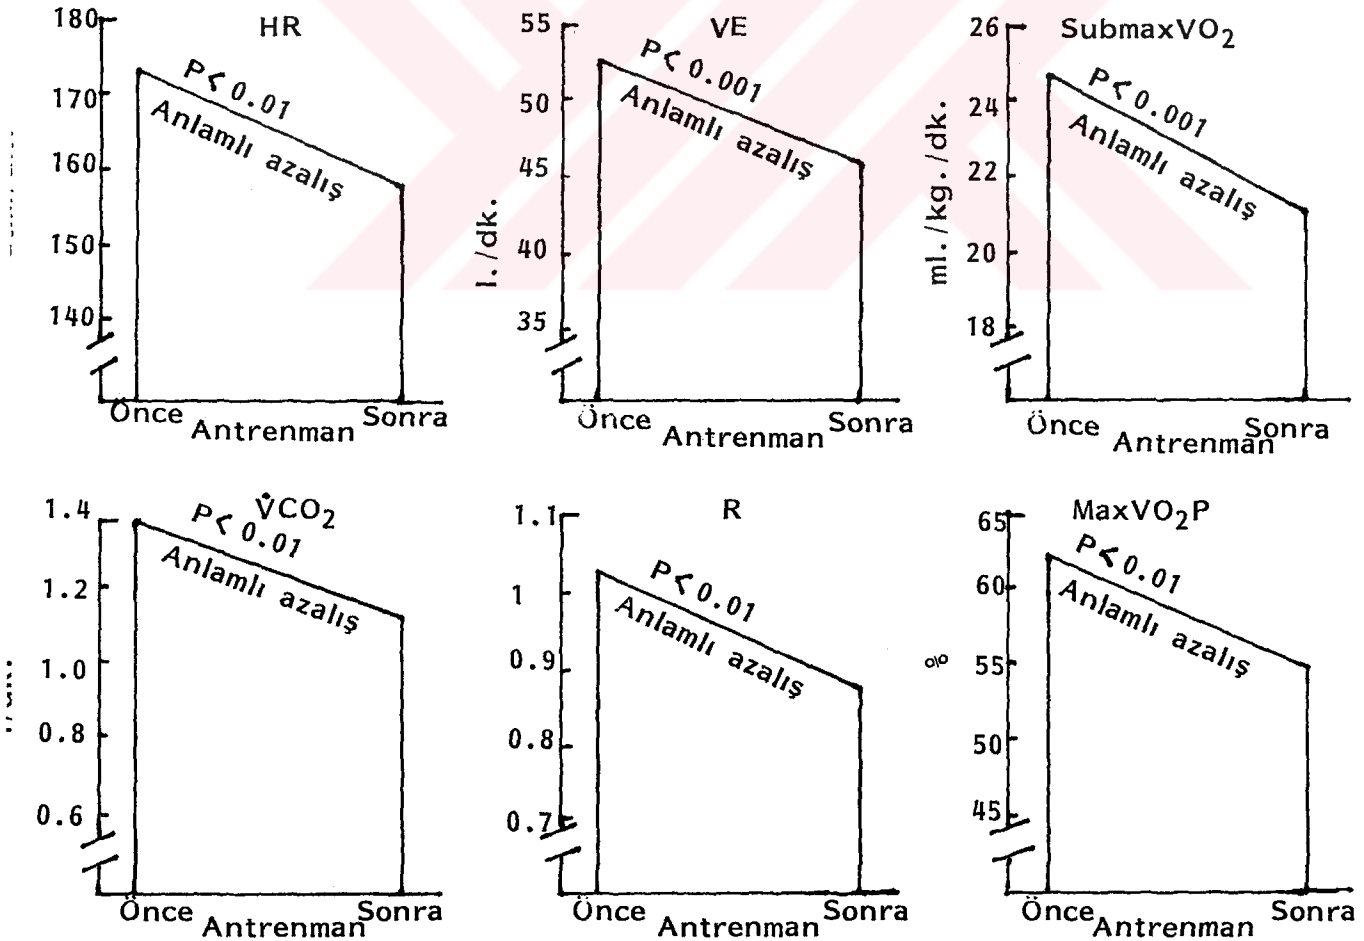 HR
180
170
160
150
140
P < 0.01
Anlamlı azalış
Önce
Sonra
Antrenman
VE
l./dk.
55
50
45
40
35
P < 0.001
Anlamlı azalış
Önce
Sonra
Antrenman
SubmaxVO₂
ml./kg./dk.
26
24
22
20
18
P < 0.001
Anlamlı azalış
Önce
Sonra
Antrenman
V̇CO₂
1.4
1.2
1.0
0.8
0.6
P < 0.01
Anlamlı azalış
Önce
Sonra
Antrenman
R
1.1
1
0.9
0.8
0.7
P < 0.01
Anlamlı azalış
Önce
Sonra
Antrenman
MaxVO₂P
%
65
60
55
50
45
P < 0.01
Anlamlı azalış
Önce
Sonra
Antrenman